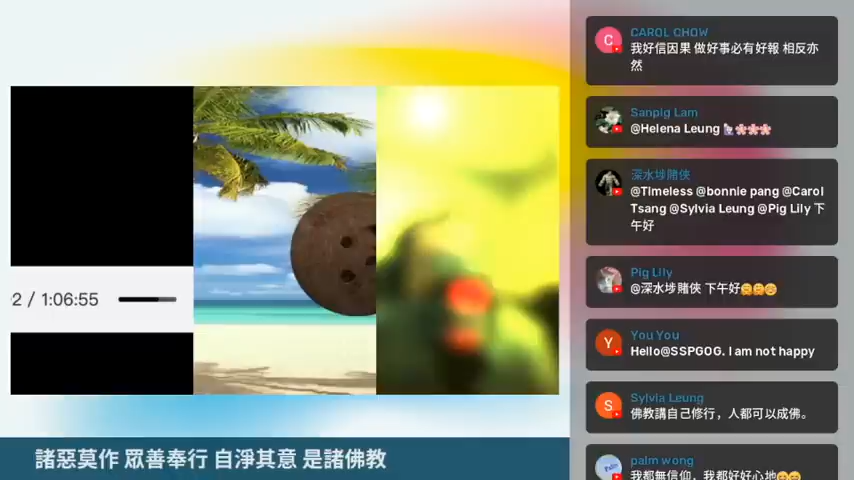 2 / 1:06:55
諸惡莫作 眾善奉行 自淨其意 是諸佛教
C
CAROL CHOW
我好信因果 做好事必有好報 相反亦
然
Sanpig Lam
@Helena Leung
深水埗賭俠
@Timeless @bonnie pang @Carol
Tsang @Sylvia Leung @Pig Lily 下
午好
Pig Lily
@深水埗賭俠 下午好
Y
You You
Hello@SSPGOG. I am not happy
S
Sylvia Leung
佛教講自己修行，人都可以成佛。
palm wong
我都無信仰，我都好好心地